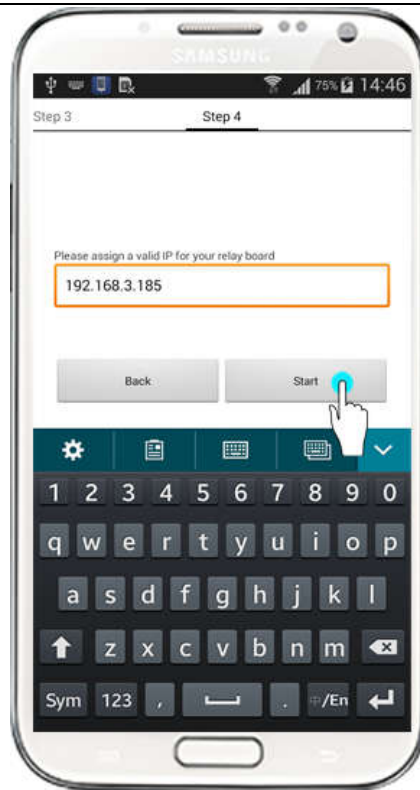 SAMSUNG
75% 14:46
Step 3 Step 4
Please assign a valid IP for your relay board
192.168.3.185
Back Start
1 2 3 4 5 6 7 8 9 0
q w e r t y u i o p
a s d f g h j k l
z x c v b n m
Sym 123 , . 中/En